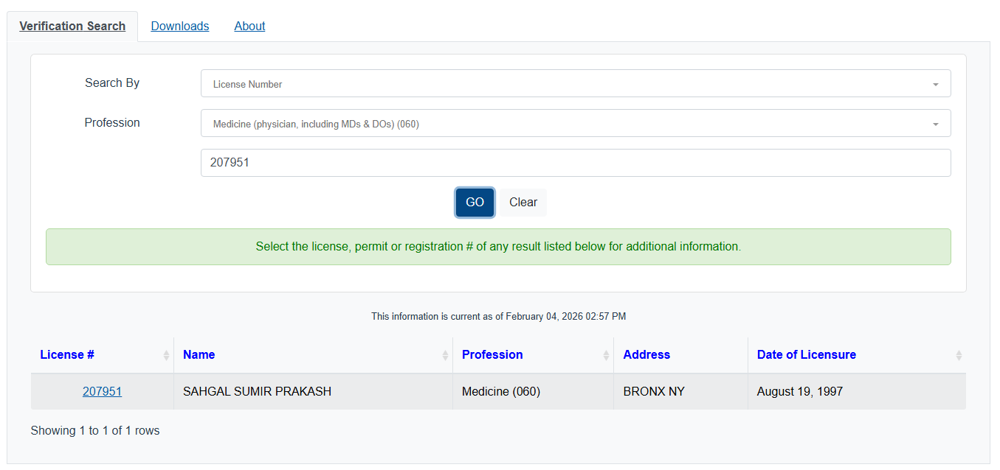 Verification Search Downloads About
Search By License Number
Profession Medicine (physician, including MDs & DOs) (060)
207951
GO Clear
Select the license, permit or registration # of any result listed below for additional information.
This information is current as of February 04, 2026 02:57 PM
License # Name Profession Address Date of Licensure
207951 SAHGAL SUMIR PRAKASH Medicine (060) BRONX NY August 19, 1997
Showing 1 to 1 of 1 rows